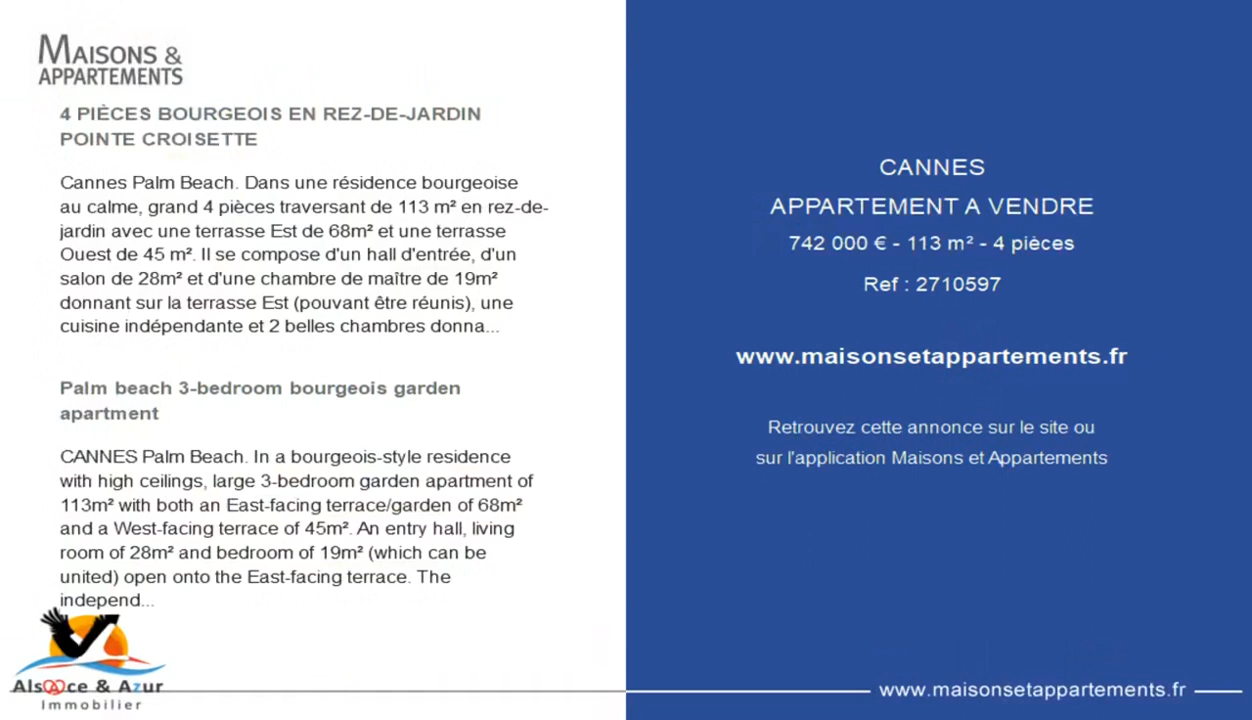 MAISONS &
APPARTEMENTS
4 PIÈCES BOURGEOIS EN REZ-DE-JARDIN
POINTE CROISETTE
Cannes Palm Beach. Dans une résidence bourgeoise
au calme, grand 4 pièces traversant de 113 m² en rez-de-
jardin avec une terrasse Est de 68m² et une terrasse
Ouest de 45 m². Il se compose d'un hall d'entrée, d'un
salon de 28m² et d'une chambre de maître de 19m²
donnant sur la terrasse Est (pouvant être réunis), une
cuisine indépendante et 2 belles chambres donna...
Palm beach 3-bedroom bourgeois garden
apartment
CANNES Palm Beach. In a bourgeois-style residence
with high ceilings, large 3-bedroom garden apartment of
113m² with both an East-facing terrace/garden of 68m²
and a West-facing terrace of 45m². An entry hall, living
room of 28m² and bedroom of 19m² (which can be
united) open onto the East-facing terrace. The
independ...
Alsace & Azur
Immobilier
CANNES
APPARTEMENT A VENDRE
742 000 € - 113 m² - 4 pièces
Ref : 2710597
www.maisonsetappartements.fr
Retrouvez cette annonce sur le site ou
sur l'application Maisons et Appartements
www.maisonsetappartements.fr